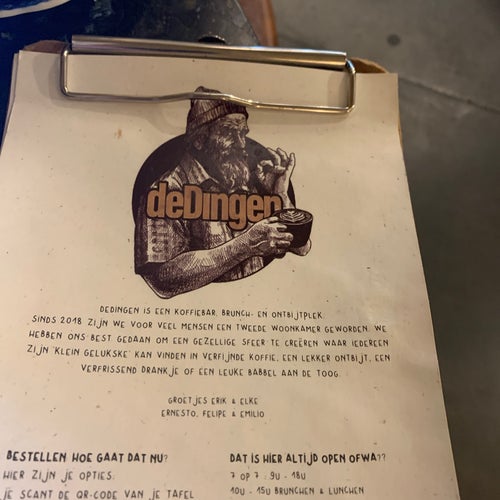 deDingen
DEDINGEN IS EEN KOFFIEBAR, BRUNCH- EN ONTBIJTPLEK.
SINDS 2018 ZIJN WE VOOR VEEL MENSEN EEN TWEEDE WOONKAMER GEWORDEN. WE
HEBBEN ONS BEST GEDAAN OM EEN GEZELLIGE SFEER TE CREËREN WAAR IEDEREEN
ZIJN 'KLEIN GELUKSKE' KAN VINDEN IN VERFIJNDE KOFFIE, EEN LEKKER ONTBIJT, EEN
VERFRISSEND DRANKJE OF EEN LEUKE BABBEL AAN DE TOOG.
GROETJES ERIK & ELKE
ERNESTO, FELIPE & EMILIO
BESTELLEN HOE GAAT DAT NU?
HIER ZIJN JE OPTIES:
JE SCANT DE QR-CODE VAN JE TAFEL
DAT IS HIER ALTIJD OPEN OFWA??
7 OP 7 : 9U - 18U
10U - 15U BRUNCHEN & LUNCHEN